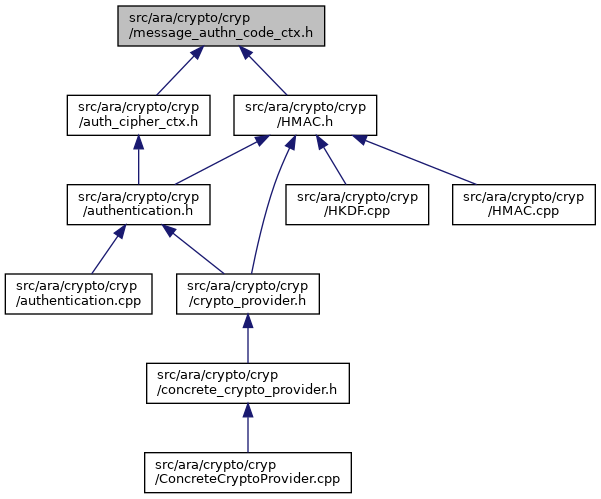 src/ara/crypto/cryp
/message_authn_code_ctx.h
src/ara/crypto/cryp
/auth_cipher_ctx.h
src/ara/crypto/cryp
/HMAC.h
src/ara/crypto/cryp
/authentication.h
src/ara/crypto/cryp
/HKDF.cpp
src/ara/crypto/cryp
/HMAC.cpp
src/ara/crypto/cryp
/authentication.cpp
src/ara/crypto/cryp
/crypto_provider.h
src/ara/crypto/cryp
/concrete_crypto_provider.h
src/ara/crypto/cryp
/ConcreteCryptoProvider.cpp